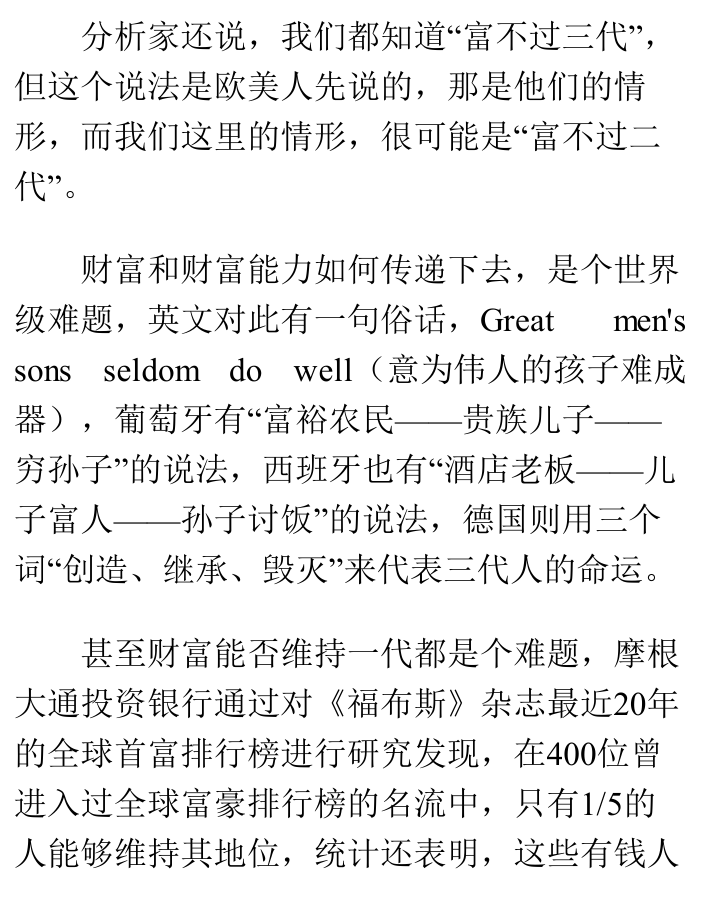 分析家还说，我们都知道“富不过三代”，
但这个说法是欧美人先说的，那是他们的情
形，而我们这里的情形，很可能是“富不过二
代”。
财富和财富能力如何传递下去，是个世界
级难题，英文对此有一句俗话，Great men's
sons seldom do well（意为伟人的孩子难成
器），葡萄牙有“富裕农民——贵族儿子——
穷孙子”的说法，西班牙也有“酒店老板——儿
子富人——孙子讨饭”的说法，德国则用三个
词“创造、继承、毁灭”来代表三代人的命运。
甚至财富能否维持一代都是个难题，摩根
大通投资银行通过对《福布斯》杂志最近20年
的全球首富排行榜进行研究发现，在400位曾
进入过全球富豪排行榜的名流中，只有1/5的
人能够维持其地位，统计还表明，这些有钱人